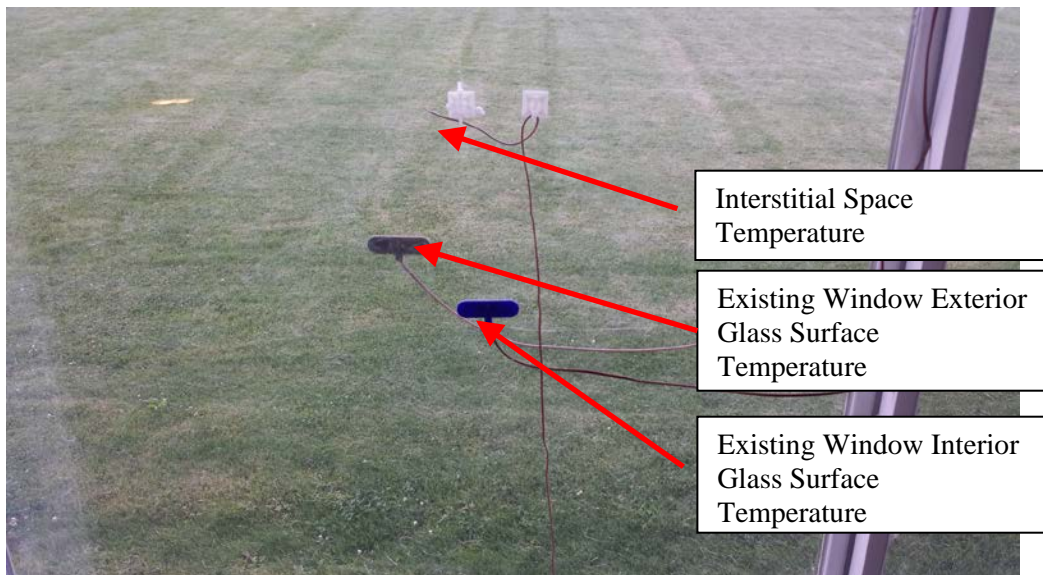 Interstitial Space
Temperature
Existing Window Exterior
Glass Surface
Temperature
Existing Window Interior
Glass Surface
Temperature